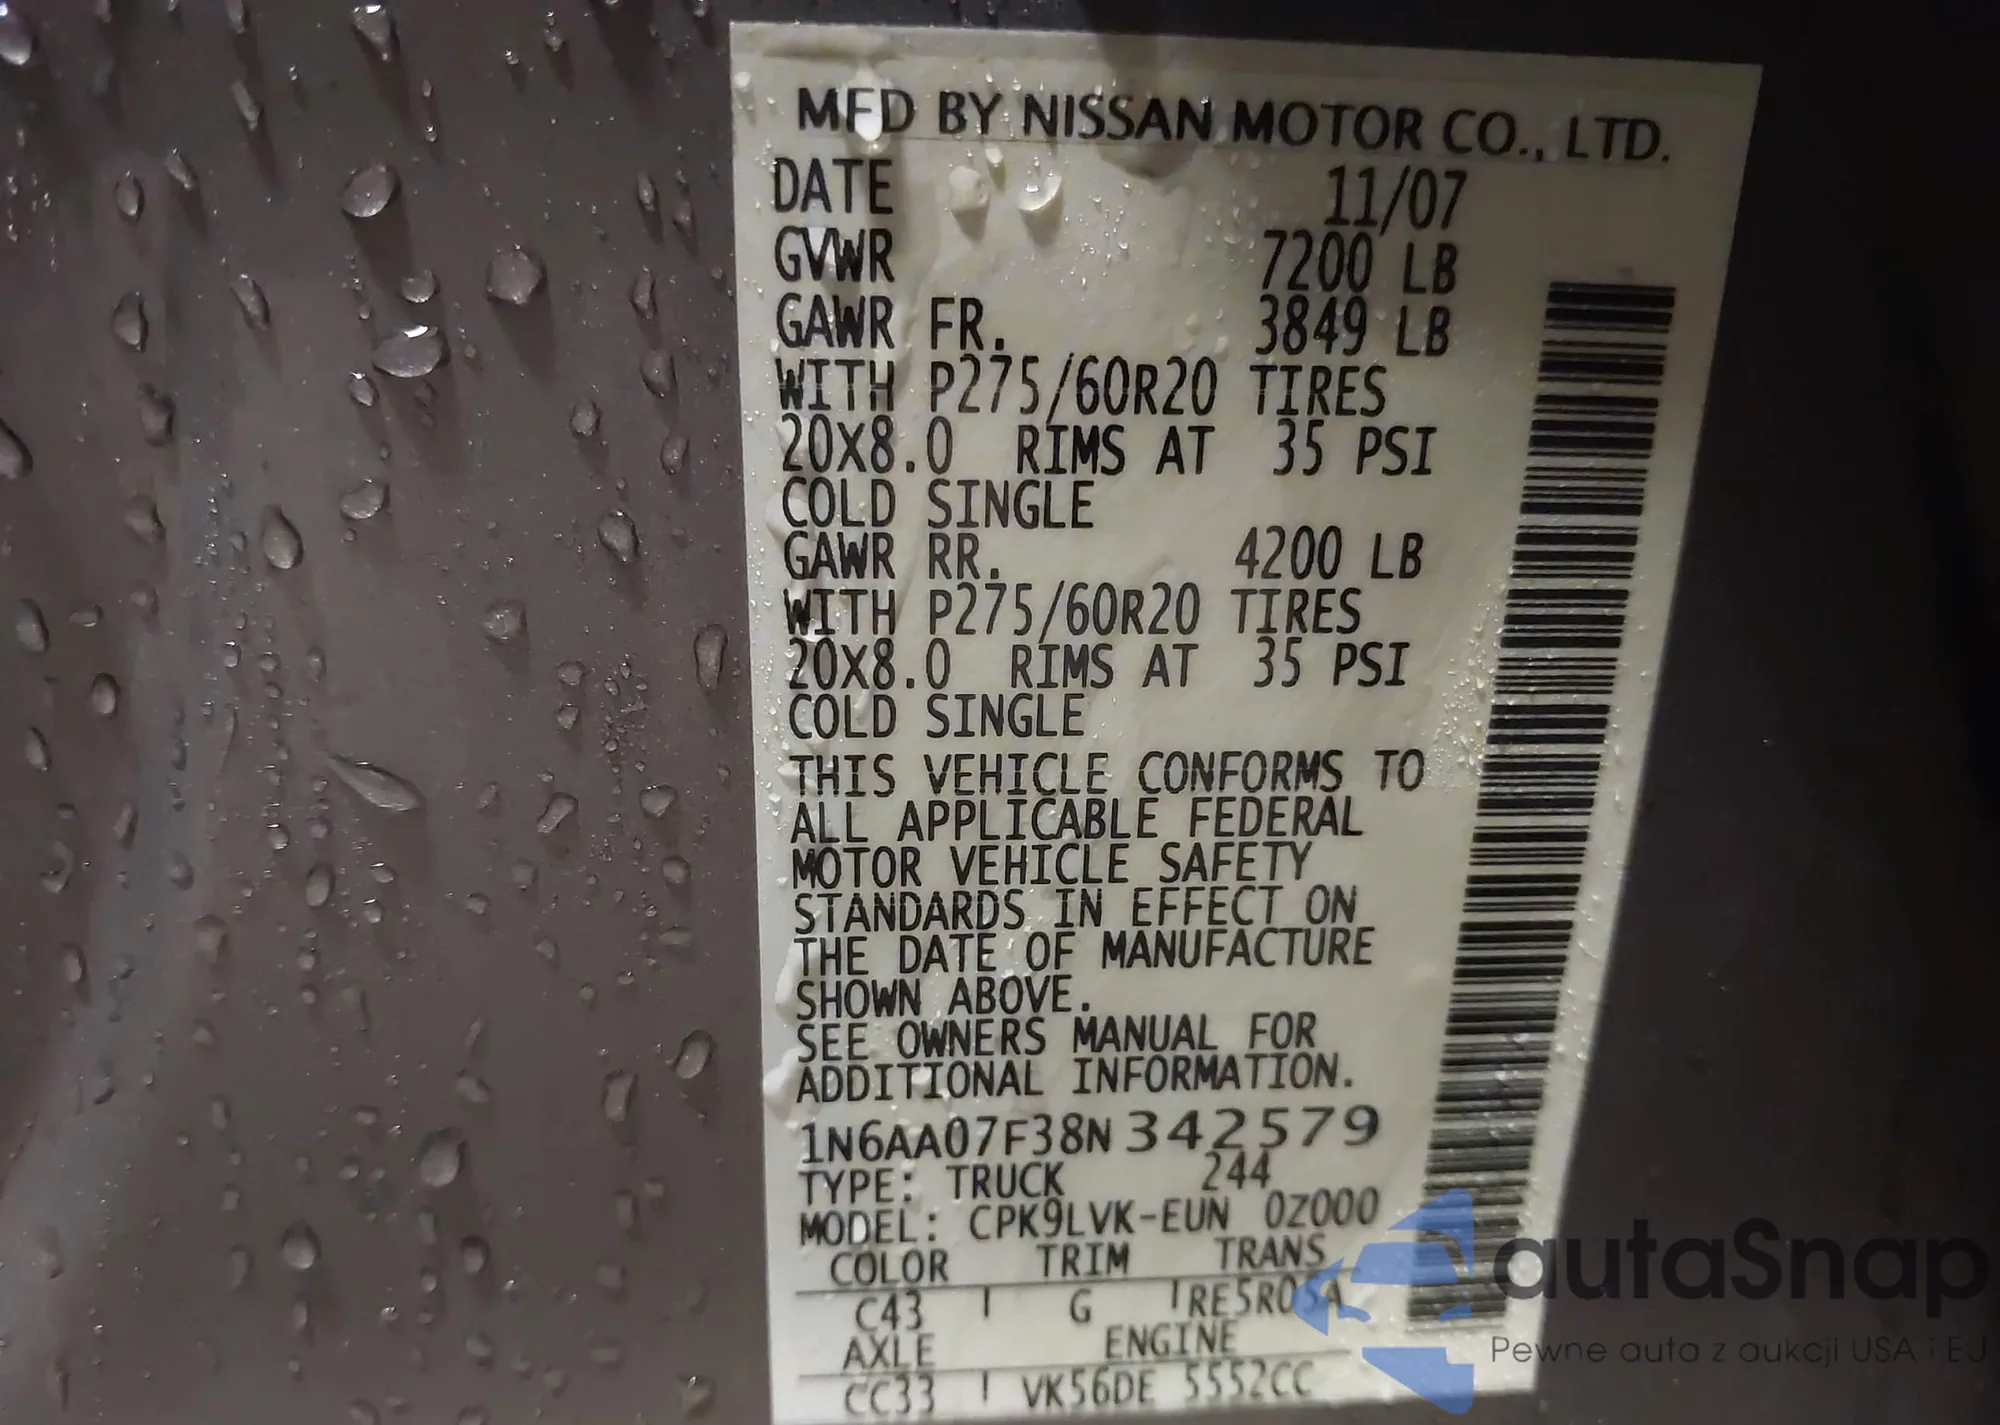 MFD BY NISSAN MOTOR CO., LTD.
DATE 11/07
GVWR 7200 LB
GAWR FR. 3849 LB
WITH P275/60R20 TIRES
20X8.0 RIMS AT 35 PSI
COLD SINGLE
GAWR RR. 4200 LB
WITH P275/60R20 TIRES
20X8.0 RIMS AT 35 PSI
COLD SINGLE
THIS VEHICLE CONFORMS TO
ALL APPLICABLE FEDERAL
MOTOR VEHICLE SAFETY
STANDARDS IN EFFECT ON
THE DATE OF MANUFACTURE
SHOWN ABOVE.
SEE OWNERS MANUAL FOR
ADDITIONAL INFORMATION.
1N6AA07F38N342579
TYPE: TRUCK 244
MODEL: CPK9LVK-EUN 0Z000
COLOR TRIM TRANS
C43 G RE5R05A
AXLE ENGINE
CC33 VK56DE 5552CC
autaSnap
Pewne auta z aukcji USA i EU